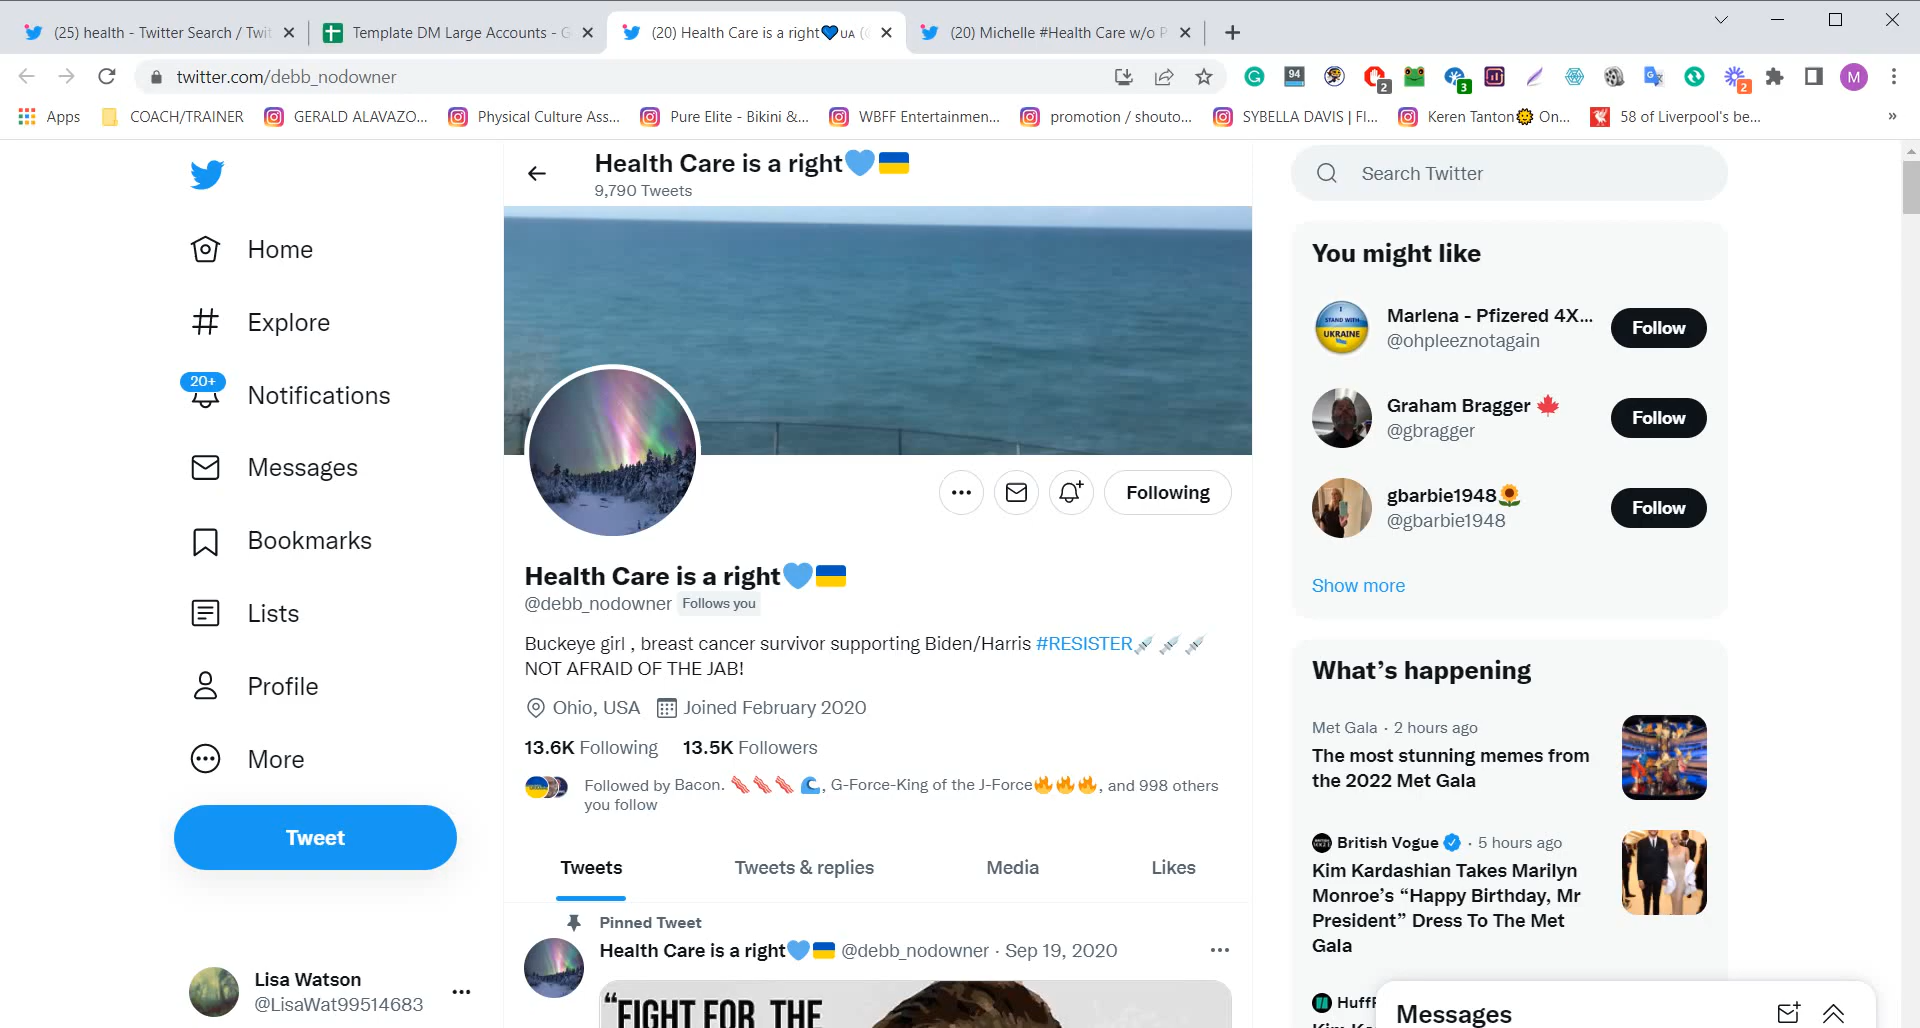 (25) health - Twitter Search / Twit
Template DM Large Accounts - G
(20) Health Care is a right💙UA (
(20) Michelle #Health Care w/o P
twitter.com/debb_nodowner
94
2
3
2
M
Apps
COACH/TRAINER
GERALD ALAVAZO...
Physical Culture Ass...
Pure Elite - Bikini &...
WBFF Entertainmen...
promotion / shouto...
SYBELLA DAVIS | FI...
Keren Tanton🌞 On...
58 of Liverpool's be...
»
Home
Explore
20+
Notifications
Messages
Bookmarks
Lists
Profile
More
Tweet
Lisa Watson
@LisaWat99514683
Health Care is a right💙🇺🇦
9,790 Tweets
Following
Health Care is a right💙🇺🇦
@debb_nodowner Follows you
Buckeye girl , breast cancer survivor supporting Biden/Harris #RESISTER💉💉💉
NOT AFRAID OF THE JAB!
Ohio, USA Joined February 2020
13.6K Following 13.5K Followers
Followed by Bacon. 🥓🥓🥓 🌊, G-Force-King of the J-Force🔥🔥🔥, and 998 others
you follow
Tweets
Tweets & replies
Media
Likes
Pinned Tweet
Health Care is a right💙🇺🇦 @debb_nodowner · Sep 19, 2020
“FIGHT FOR THE
Search Twitter
You might like
I STAND WITH UKRAINE
Marlena - Pfizered 4X...
@ohpleeznotagain
Follow
Graham Bragger 🍁
@gbragger
Follow
gbarbie1948🌻
@gbarbie1948
Follow
Show more
What’s happening
Met Gala · 2 hours ago
The most stunning memes from
the 2022 Met Gala
British Vogue · 5 hours ago
Kim Kardashian Takes Marilyn
Monroe’s “Happy Birthday, Mr
President” Dress To The Met
Gala
HuffP
Messages